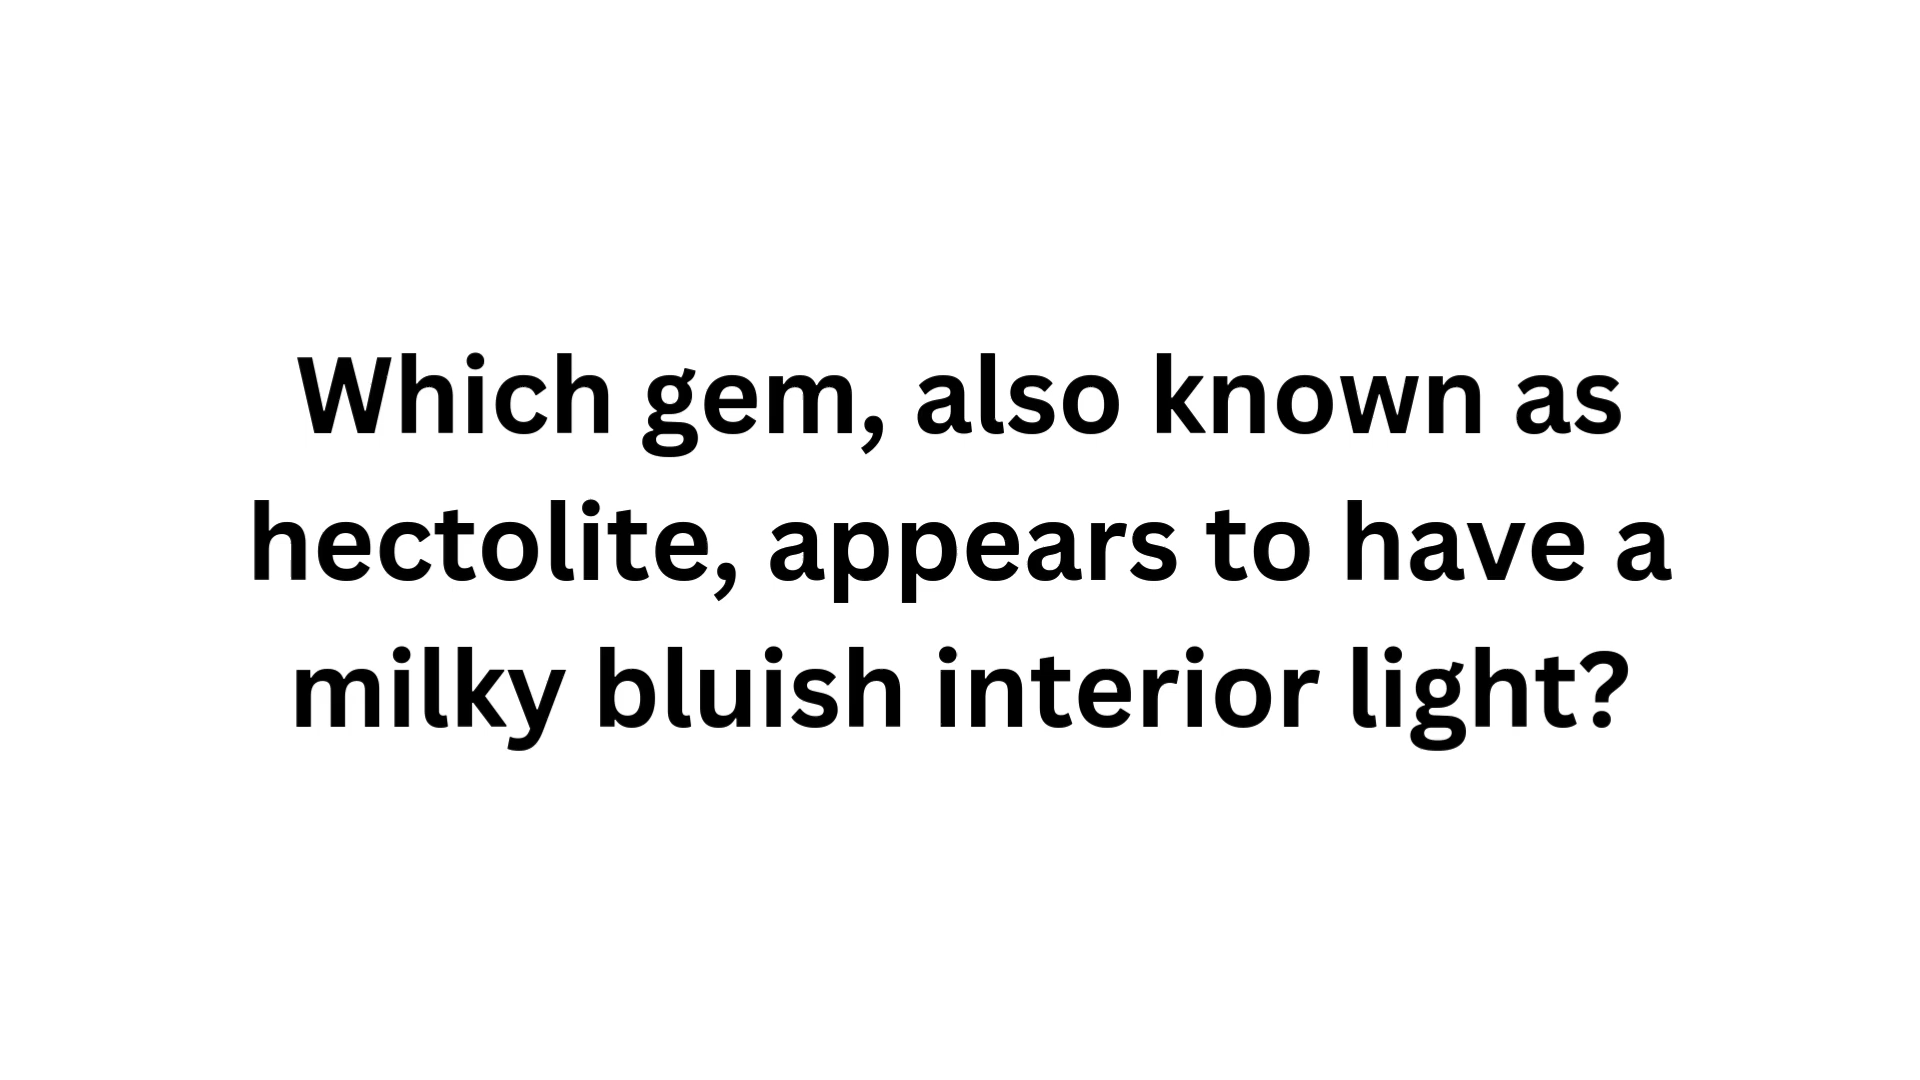 Which gem, also known as
hectolite, appears to have a
milky bluish interior light?